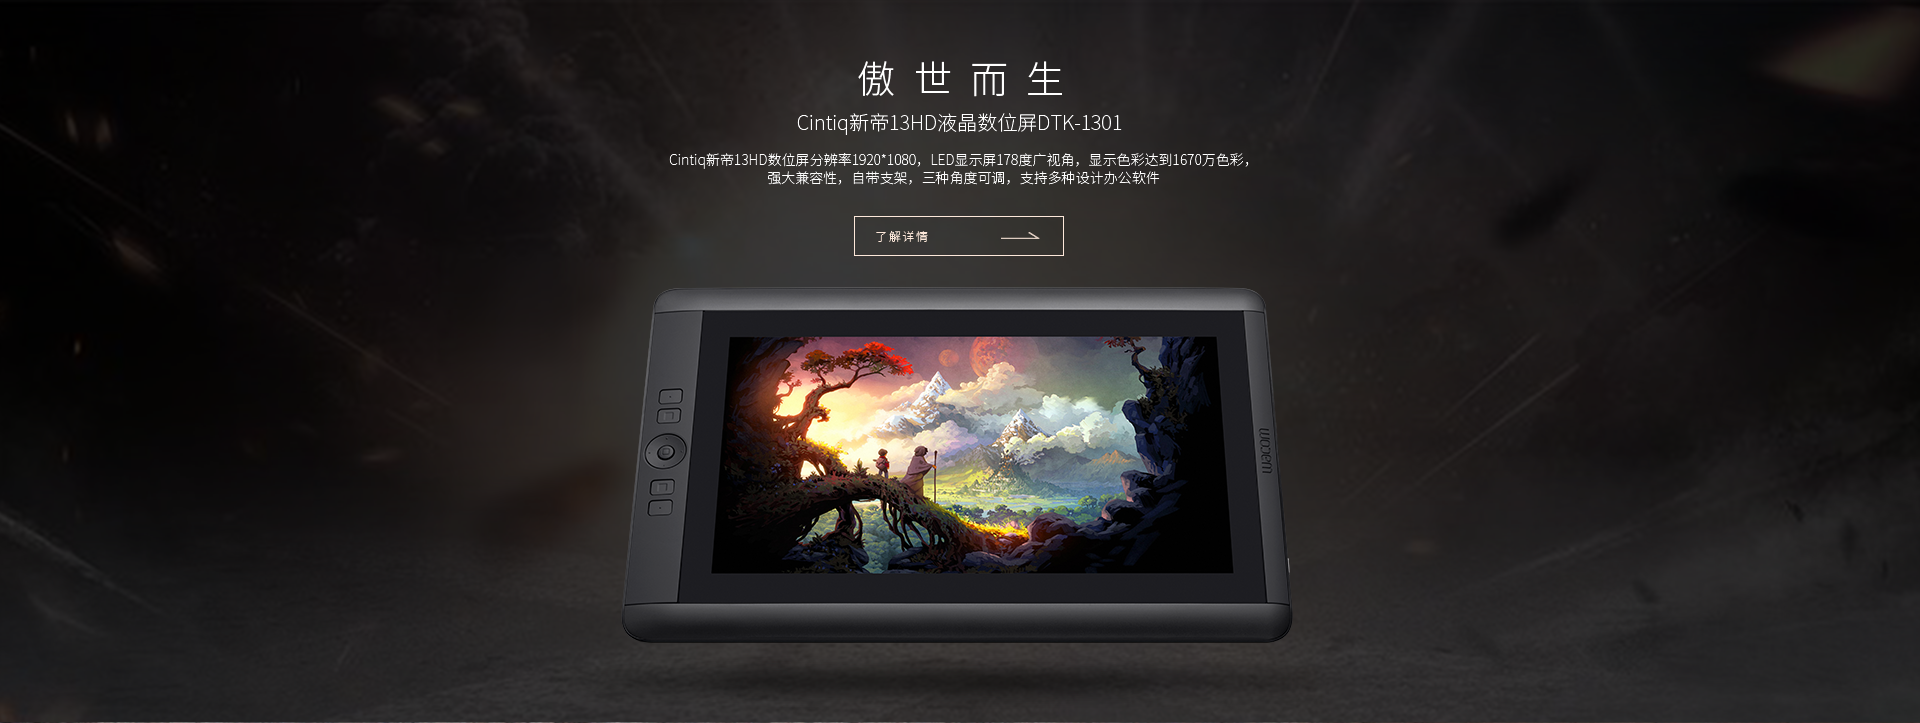 傲世而生
Cintiq新帝13HD液晶数位屏DTK-1301
Cintiq新帝13HD数位屏分辨率1920*1080，LED显示屏178度广视角，显示色彩达到1670万色彩，
强大兼容性，自带支架，三种角度可调，支持多种设计办公软件
了解详情
wacom